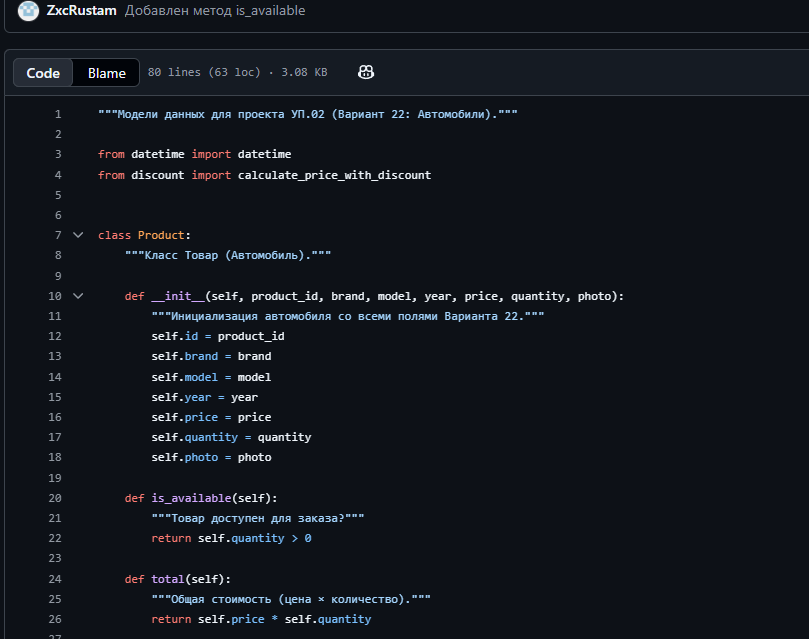 ZxcRustam Добавлен метод is_available
Code Blame 80 lines (63 loc) · 3.08 KB
1 """Модели данных для проекта УП.02 (Вариант 22: Автомобили)."""
2
3 from datetime import datetime
4 from discount import calculate_price_with_discount
5
6
7 class Product:
8 """Класс Товар (Автомобиль)."""
9
10 def __init__(self, product_id, brand, model, year, price, quantity, photo):
11 """Инициализация автомобиля со всеми полями Варианта 22."""
12 self.id = product_id
13 self.brand = brand
14 self.model = model
15 self.year = year
16 self.price = price
17 self.quantity = quantity
18 self.photo = photo
19
20 def is_available(self):
21 """Товар доступен для заказа?"""
22 return self.quantity > 0
23
24 def total(self):
25 """Общая стоимость (цена × количество)."""
26 return self.price * self.quantity
27